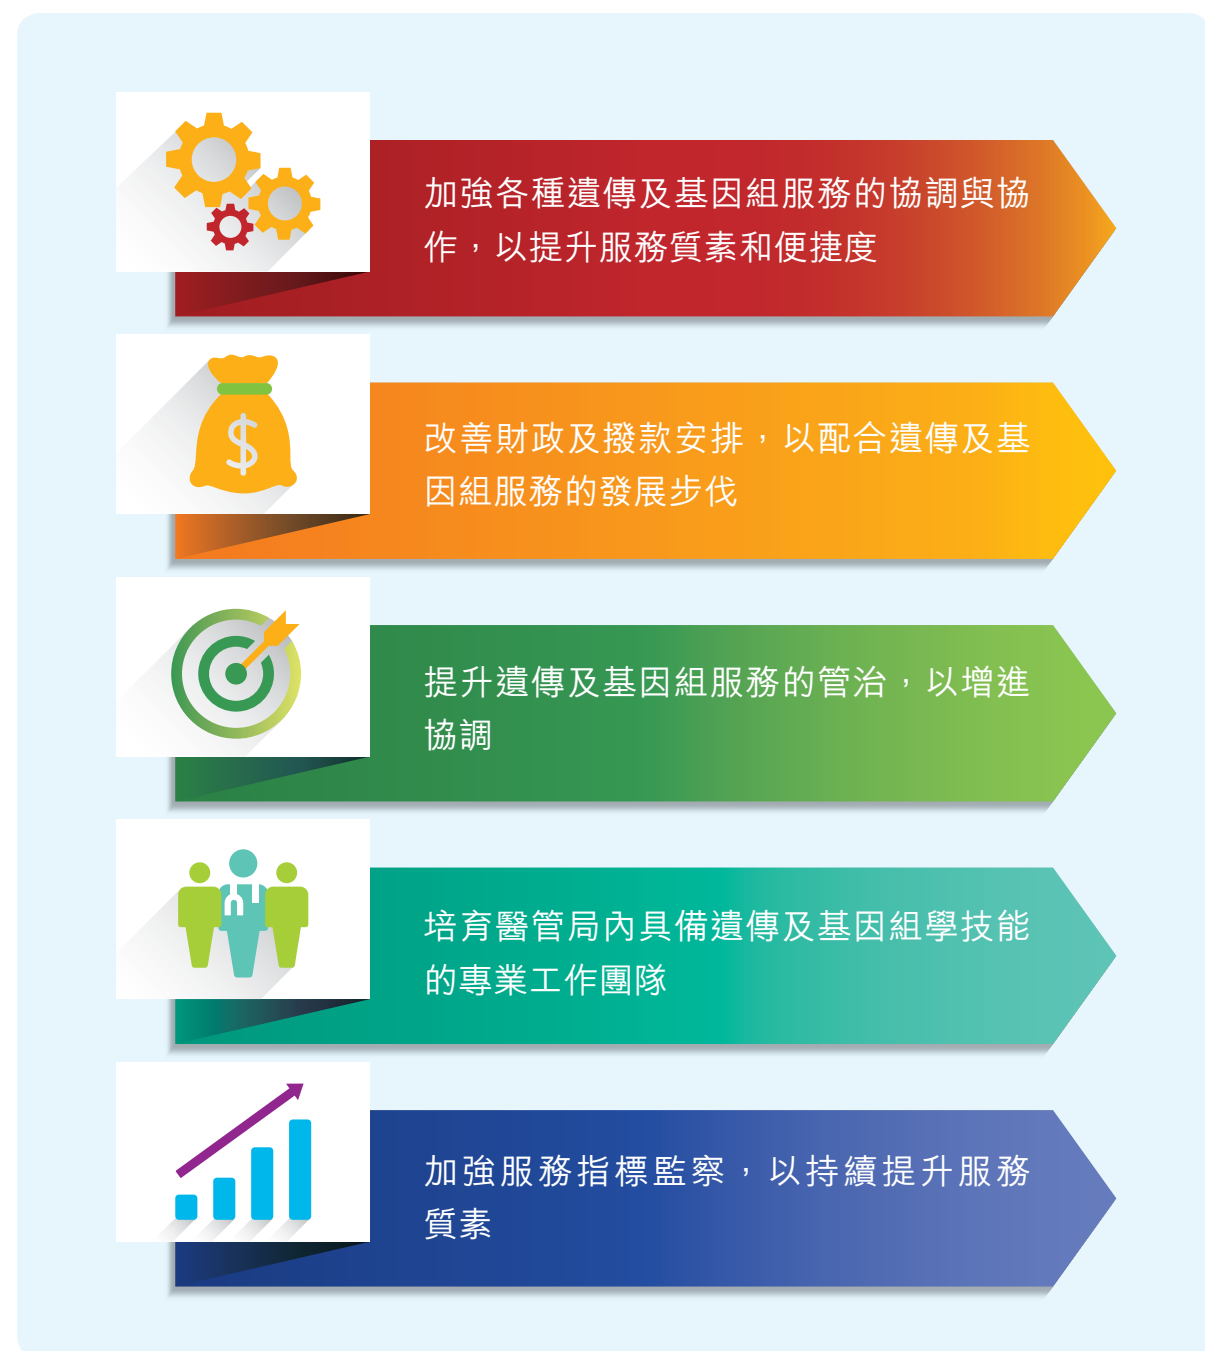 加強各種遺傳及基因組服務的協調與協
作，以提升服務質素和便捷度
$
改善財政及撥款安排，以配合遺傳及基
因組服務的發展步伐
提升遺傳及基因組服務的管治，以增進
協調
培育醫管局內具備遺傳及基因組學技能
的專業工作團隊
加強服務指標監察，以持續提升服務
質素